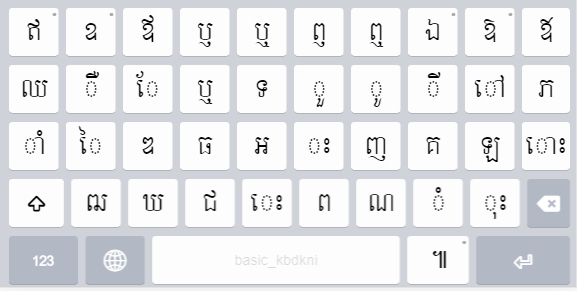 ឥ ឧ ឪ ឫ ឬ ឭ ឮ ឯ ឱ ឳ
ឈ ◌ឺ ◌ែ ឬ ទ ◌ួ ◌ូ ◌ី ◌ៅ ភ
◌ាំ ◌ៃ ឌ ធ អ ◌ះ ញ គ ឡ ◌ោះ
ឍ ឃ ជ ◌េះ ព ណ ◌ំ ◌ុះ
123 basic_kbdkni ៕